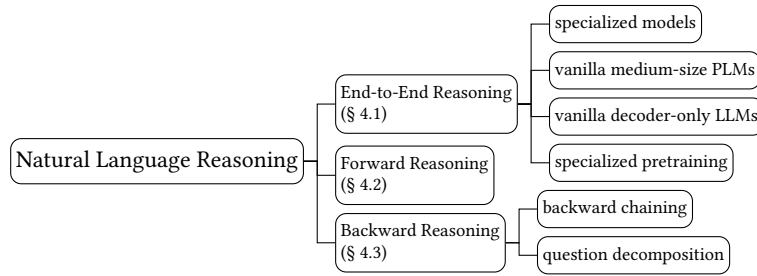 Natural Language Reasoning
End-to-End Reasoning
(§ 4.1)
specialized models
vanilla medium-size PLMs
vanilla decoder-only LLMs
specialized pretraining
Forward Reasoning
(§ 4.2)
Backward Reasoning
(§ 4.3)
backward chaining
question decomposition